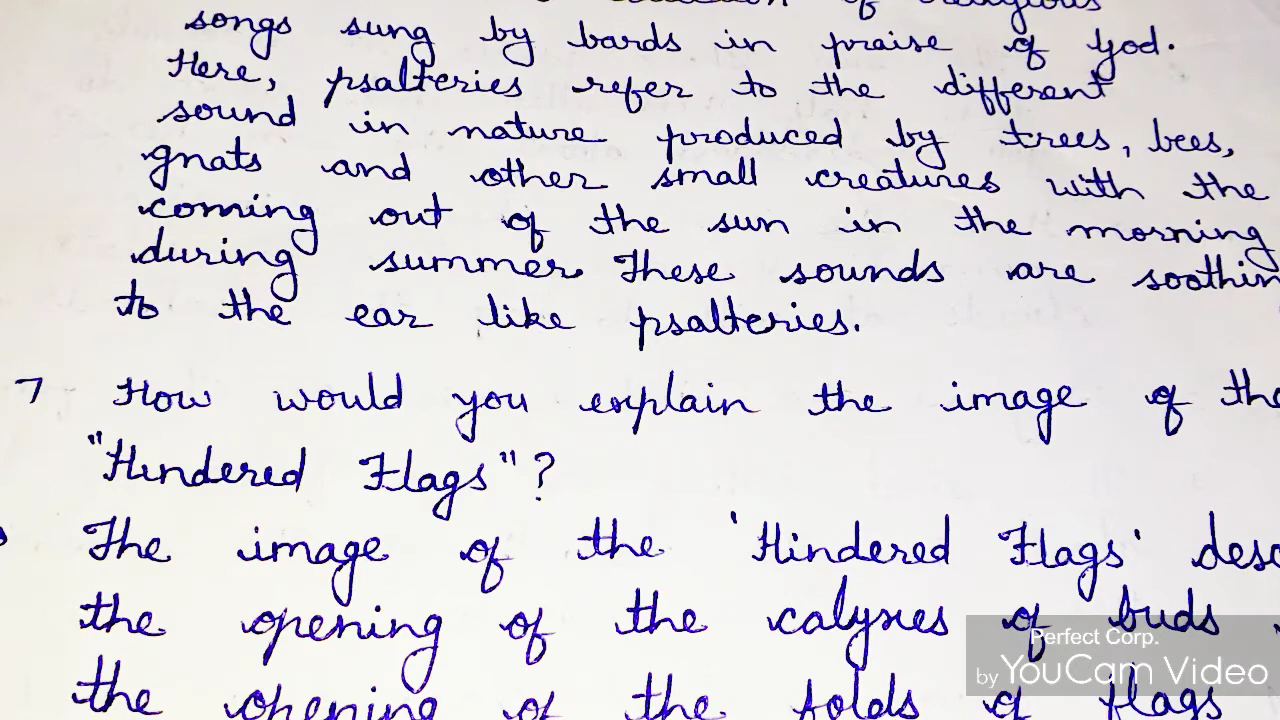 of religious
songs sung by bards in praise of God.
Here, psalteries refer to the different
sound in nature produced by trees, bees,
gnats and other small creatures with the
coming out of the sun in the morning
during summer. These sounds are soothin
to the ear like psalteries.
7 How would you explain the image of the
"Hindered Flags"?
The image of the 'Hindered Flags' desc
the opening of the calyxes of buds
the opening of the folds of flags
Perfect Corp.
by YouCam Video